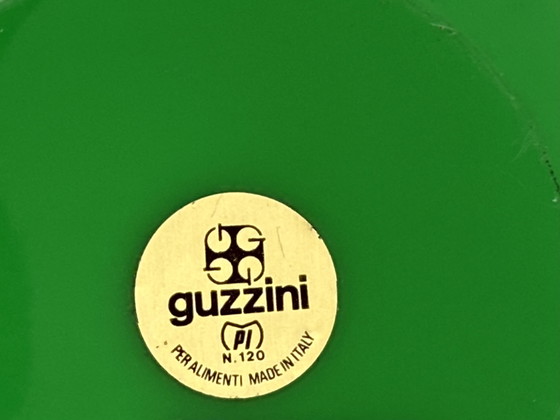 guzzini
PI
N.120
PER ALIMENTI MADE IN ITALY